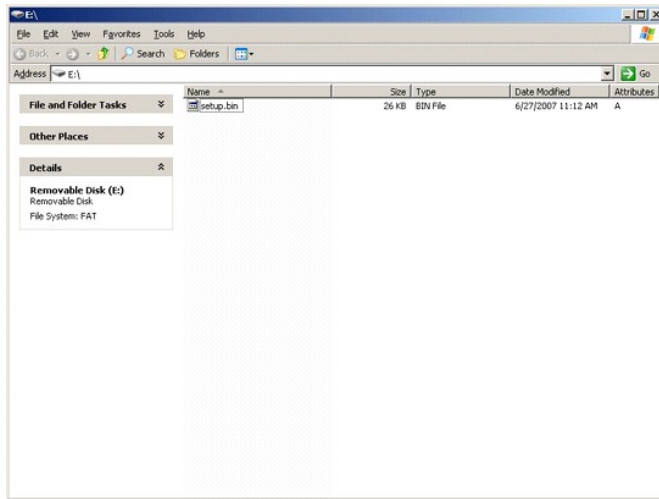 E:\
File Edit View Favorites Tools Help
Back Search Folders
Address E:\ Go
File and Folder Tasks
Other Places
Details
Removable Disk (E:)
Removable Disk
File System: FAT
Name Size Type Date Modified Attributes
setup.bin 26 KB BIN File 6/27/2007 11:12 AM A